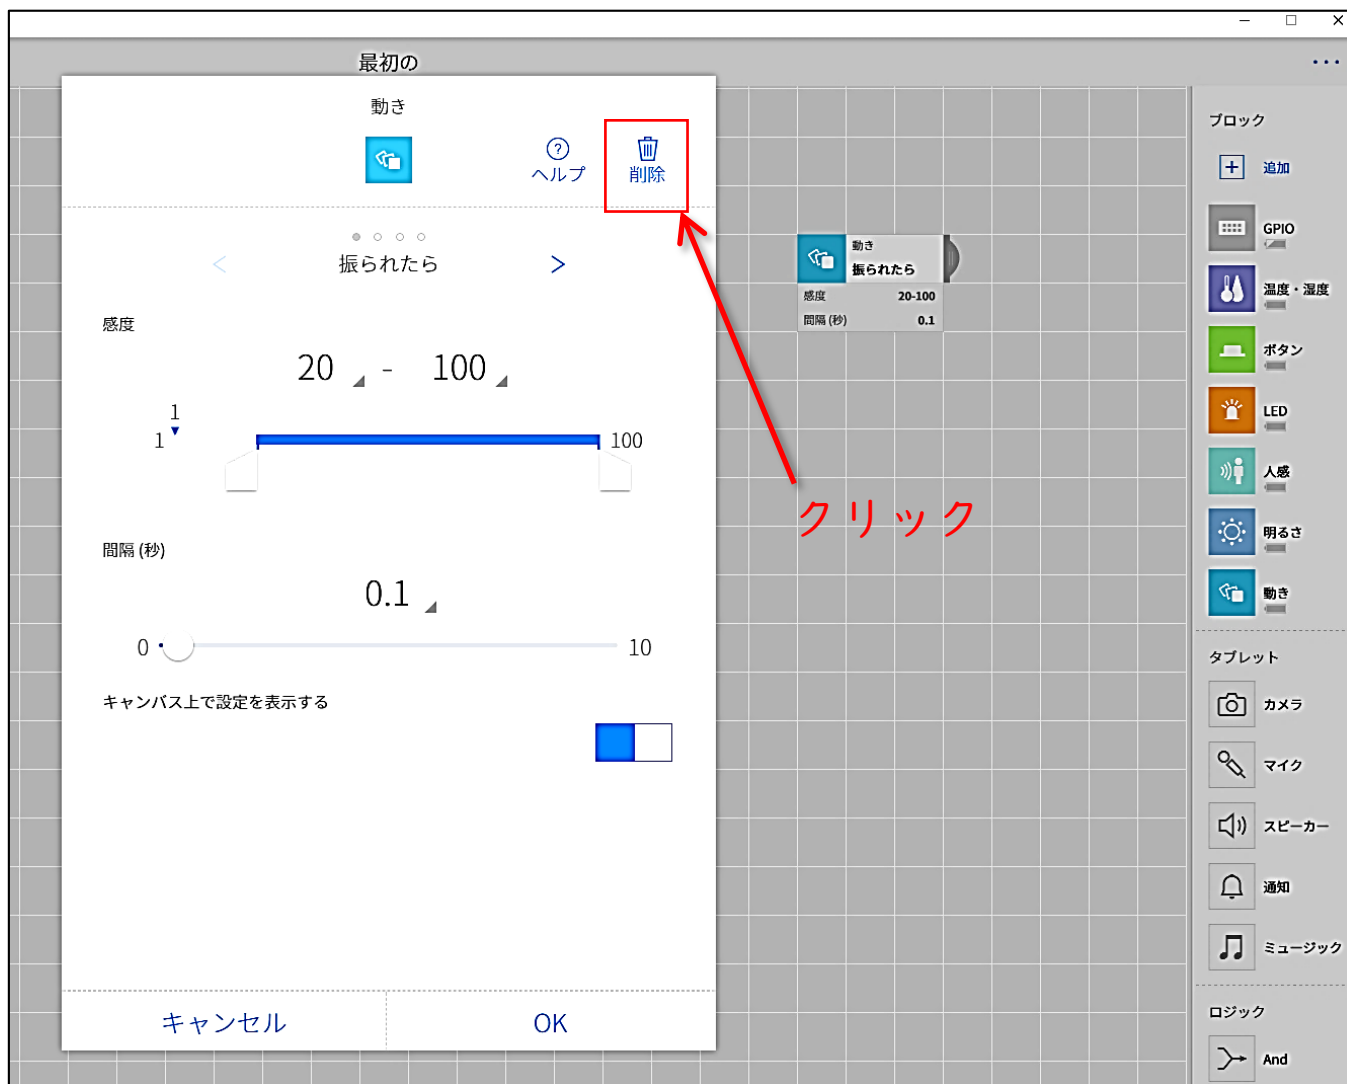 最初の
動き
ヘルプ
削除
振られたら
感度
20 - 100
1
1
100
間隔 (秒)
0.1
0
10
キャンバス上で設定を表示する
キャンセル
OK
動き
振られたら
感度 20-100
間隔 (秒) 0.1
クリック
ブロック
追加
GPIO
温度・湿度
ボタン
LED
人感
明るさ
動き
タブレット
カメラ
マイク
スピーカー
通知
ミュージック
ロジック
And